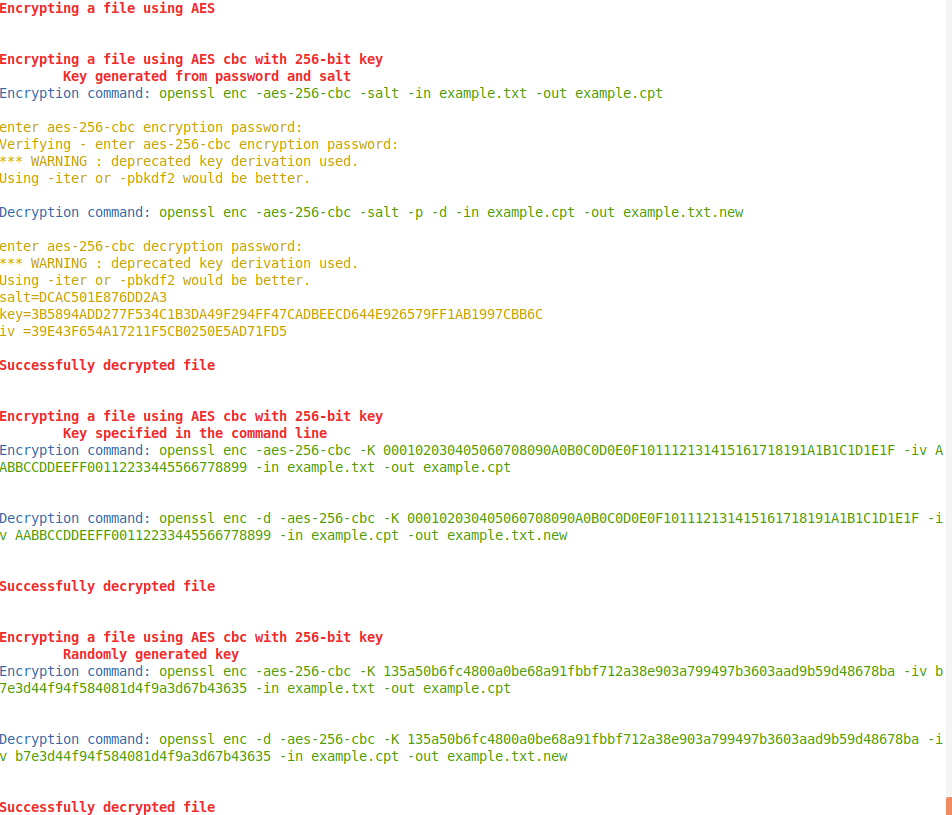 Encrypting a file using AES
Encrypting a file using AES cbc with 256-bit key
Key generated from password and salt
Encryption command: openssl enc -aes-256-cbc -salt -in example.txt -out example.cpt
enter aes-256-cbc encryption password:
Verifying - enter aes-256-cbc encryption password:
*** WARNING : deprecated key derivation used.
Using -iter or -pbkdf2 would be better.
Decryption command: openssl enc -aes-256-cbc -salt -p -d -in example.cpt -out example.txt.new
enter aes-256-cbc decryption password:
*** WARNING : deprecated key derivation used.
Using -iter or -pbkdf2 would be better.
salt=DCAC501E876DD2A3
key=3B5894ADD277F534C1B3DA49F294FF47CADBEECD644E926579FF1AB1997CBB6C
iv =39E43F654A17211F5CB0250E5AD71FD5
Successfully decrypted file
Encrypting a file using AES cbc with 256-bit key
Key specified in the command line
Encryption command: openssl enc -aes-256-cbc -K 000102030405060708090A0B0C0D0E0F101112131415161718191A1B1C1D1E1F -iv A
ABBCCDDEEFF00112233445566778899 -in example.txt -out example.cpt
Decryption command: openssl enc -d -aes-256-cbc -K 000102030405060708090A0B0C0D0E0F101112131415161718191A1B1C1D1E1F -i
v AABBCCDDEEFF00112233445566778899 -in example.cpt -out example.txt.new
Successfully decrypted file
Encrypting a file using AES cbc with 256-bit key
Randomly generated key
Encryption command: openssl enc -aes-256-cbc -K 135a50b6fc4800a0be68a91fbbf712a38e903a799497b3603aad9b59d48678ba -iv b
7e3d44f94f584081d4f9a3d67b43635 -in example.txt -out example.cpt
Decryption command: openssl enc -d -aes-256-cbc -K 135a50b6fc4800a0be68a91fbbf712a38e903a799497b3603aad9b59d48678ba -i
v b7e3d44f94f584081d4f9a3d67b43635 -in example.cpt -out example.txt.new
Successfully decrypted file